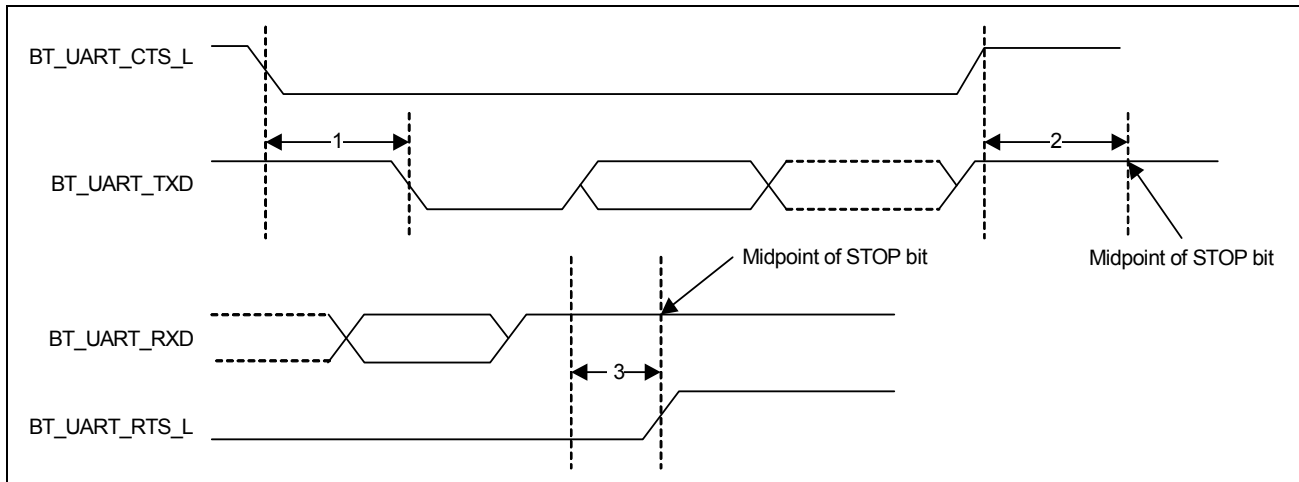 BT_UART_CTS_L
1
2
BT_UART_TXD
Midpoint of STOP bit
Midpoint of STOP bit
BT_UART_RXD
3
BT_UART_RTS_L